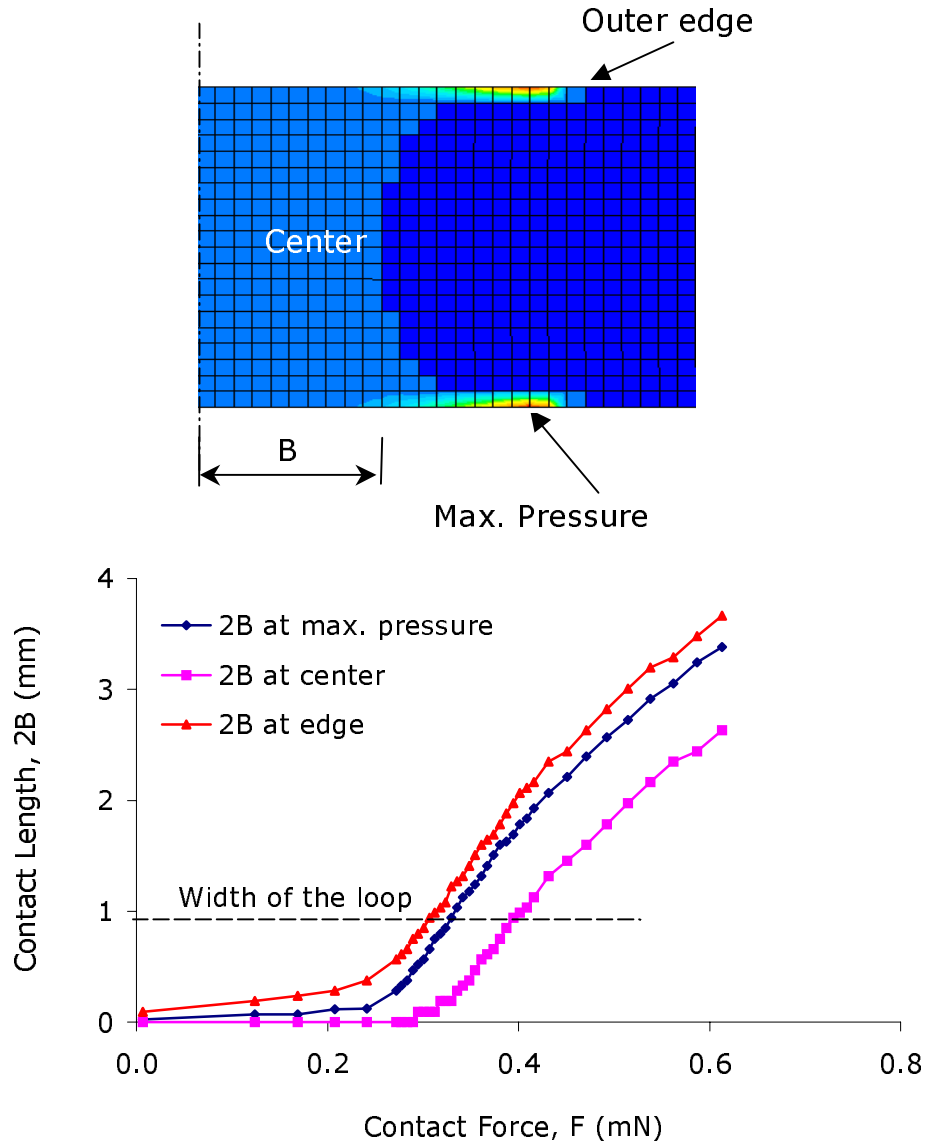 Outer edge
Center
B
Max. Pressure
4
3
2
1
0
Contact Length, 2B (mm)
2B at max. pressure
2B at center
2B at edge
Width of the loop
0.0 0.2 0.4 0.6 0.8
Contact Force, F (mN)